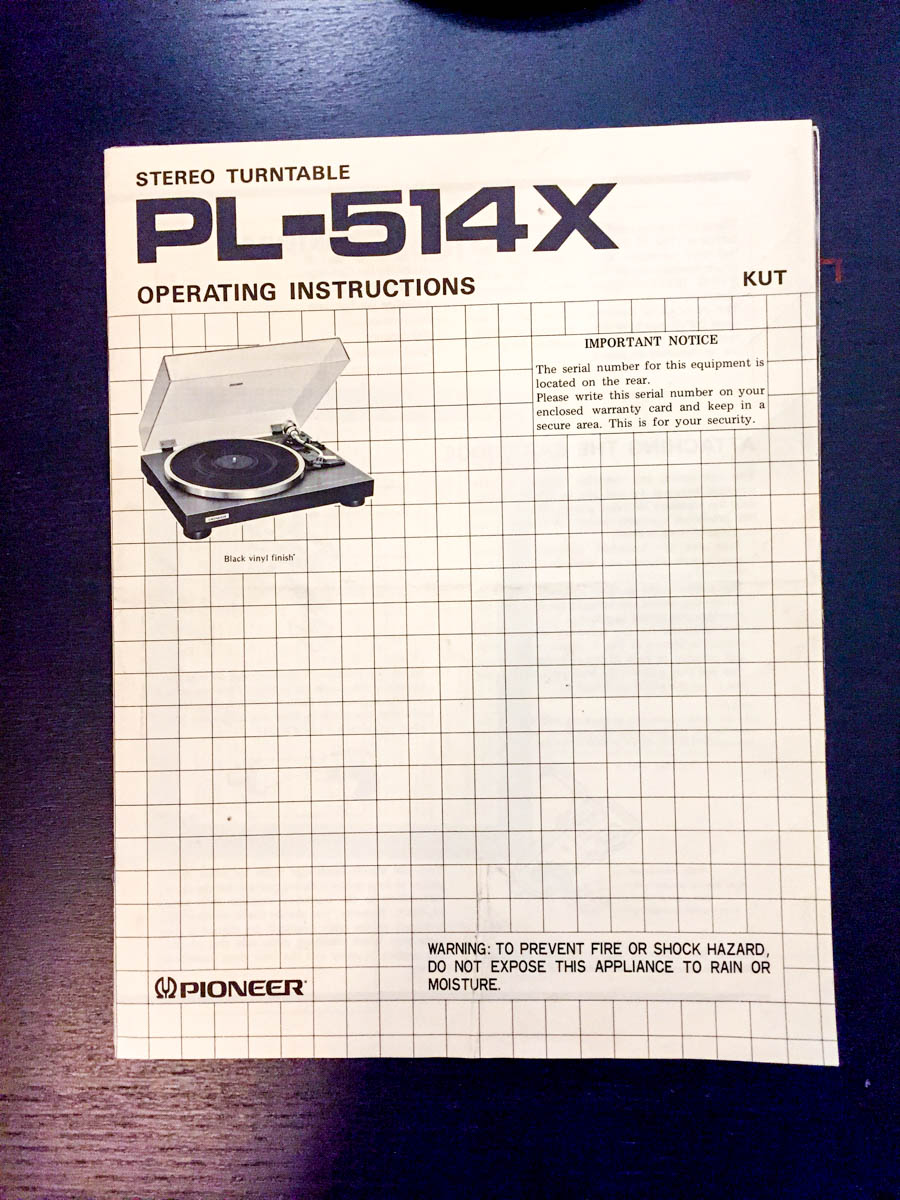 STEREO TURNTABLE
PL-514X
OPERATING INSTRUCTIONS
KUT
IMPORTANT NOTICE
The serial number for this equipment is
located on the rear.
Please write this serial number on your
enclosed warranty card and keep in a
secure area. This is for your security.
Black vinyl finish*
PIONEER®
WARNING: TO PREVENT FIRE OR SHOCK HAZARD,
DO NOT EXPOSE THIS APPLIANCE TO RAIN OR
MOISTURE.